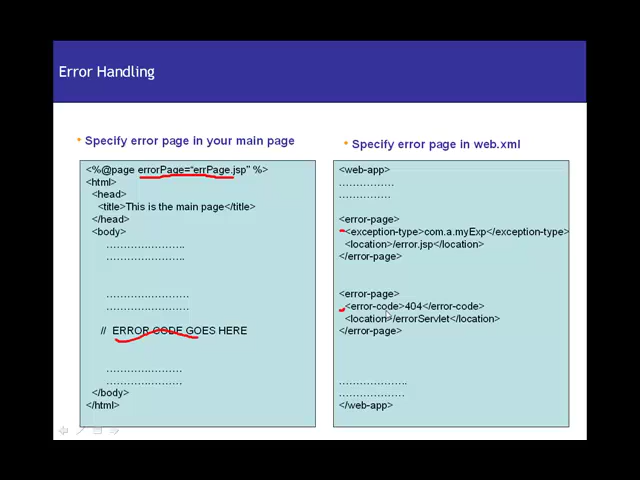 Error Handling
Specify error page in your main page
<%@page errorPage="errPage.jsp" %>
<html>
<head>
<title>This is the main page</title>
</head>
<body>
……………………..
……………………..
………………………
………………………
// ERROR CODE GOES HERE
……………………
……………………
</body>
</html>
Specify error page in web.xml
<web-app>
……………..
……………
<error-page>
<exception-type>com.a.myExp</exception-type>
<location>/error.jsp</location>
</error-page>
<error-page>
<error-code>404</error-code>
<location>/errorServlet</location>
</error-page>
………………….
…………………
</web-app>